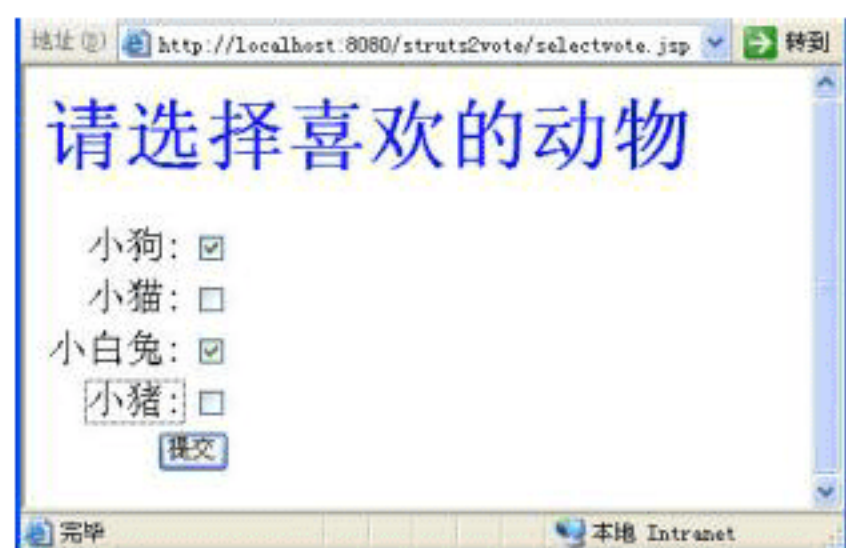 地址(D) http://localhost:8080/struts2vote/selectvote.jsp 转到
请选择喜欢的动物
小狗:
小猫:
小白兔:
小猪:
提交
完毕 本地 Intranet